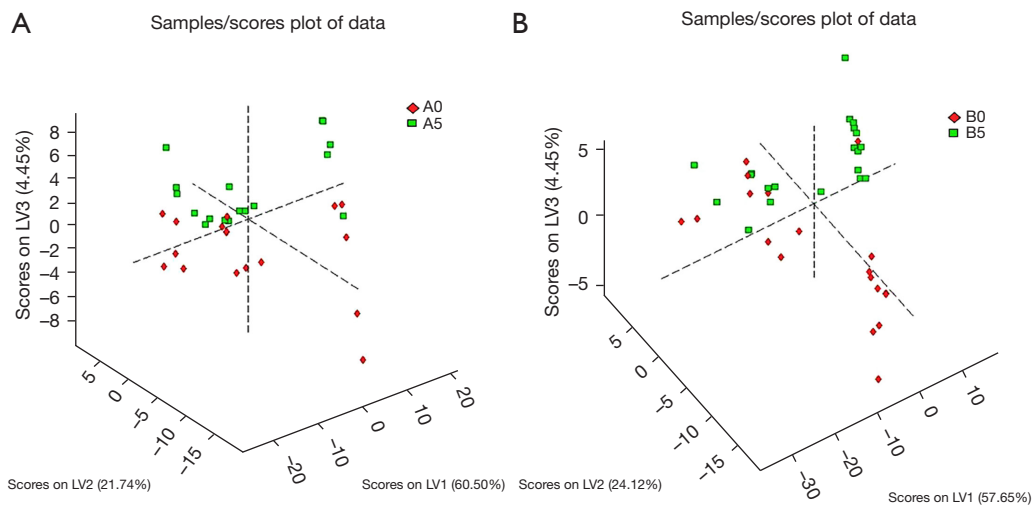 A
Samples/scores plot of data
A0
A5
Scores on LV3 (4.45%)
8
6
4
2
0
−2
−4
−6
−8
5
0
−5
−10
−15
−20
−10
0
10
20
Scores on LV2 (21.74%)
Scores on LV1 (60.50%)
B
Samples/scores plot of data
B0
B5
Scores on LV3 (4.45%)
5
0
−5
5
0
−5
−10
−15
−30
−20
−10
0
10
Scores on LV2 (24.12%)
Scores on LV1 (57.65%)